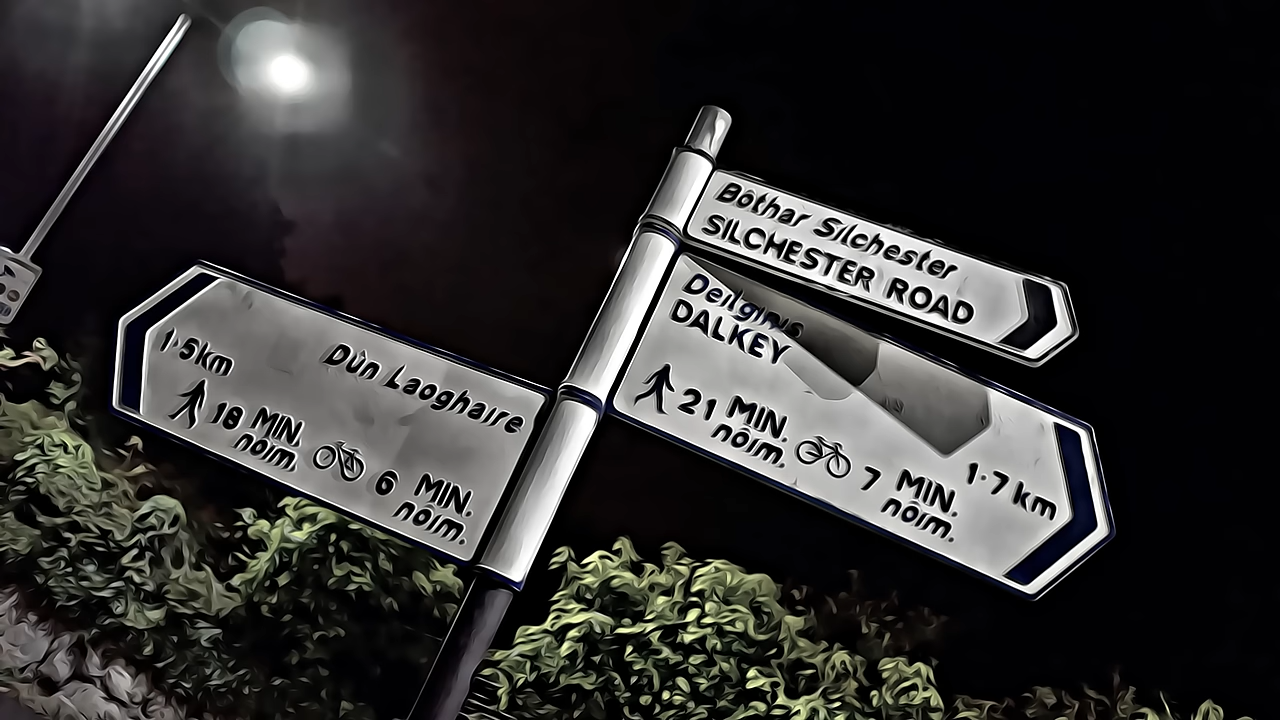 Bóthar Silchester
SILCHESTER ROAD
Deilginis
DALKEY
21 MIN. nóim. 7 MIN. nóim.
1·7 km
Dún Laoghaire
1·5km
18 MIN. nóim. 6 MIN. nóim.